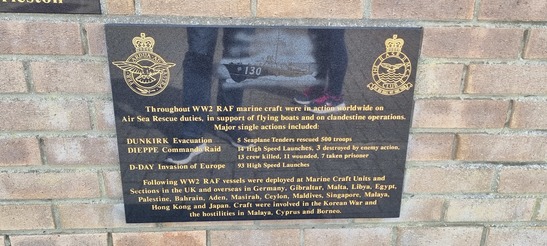 130
Throughout WW2 RAF marine craft were in action worldwide on
Air Sea Rescue duties, in support of flying boats and on clandestine operations.
Major single actions included:
DUNKIRK Evacuation 5 Seaplane Tenders rescued 500 troops
DIEPPE Commando Raid 14 High Speed Launches, 3 destroyed by enemy action,
13 crew killed, 11 wounded, 7 taken prisoner
D-DAY Invasion of Europe 93 High Speed Launches
Following WW2 RAF vessels were deployed at Marine Craft Units and
Sections in the UK and overseas in Germany, Gibraltar, Malta, Libya, Egypt,
Palestine, Bahrain, Aden, Masirah, Ceylon, Maldives, Singapore, Malaya,
Hong Kong and Japan. Craft were involved in the Korean War and
the hostilities in Malaya, Cyprus and Borneo.